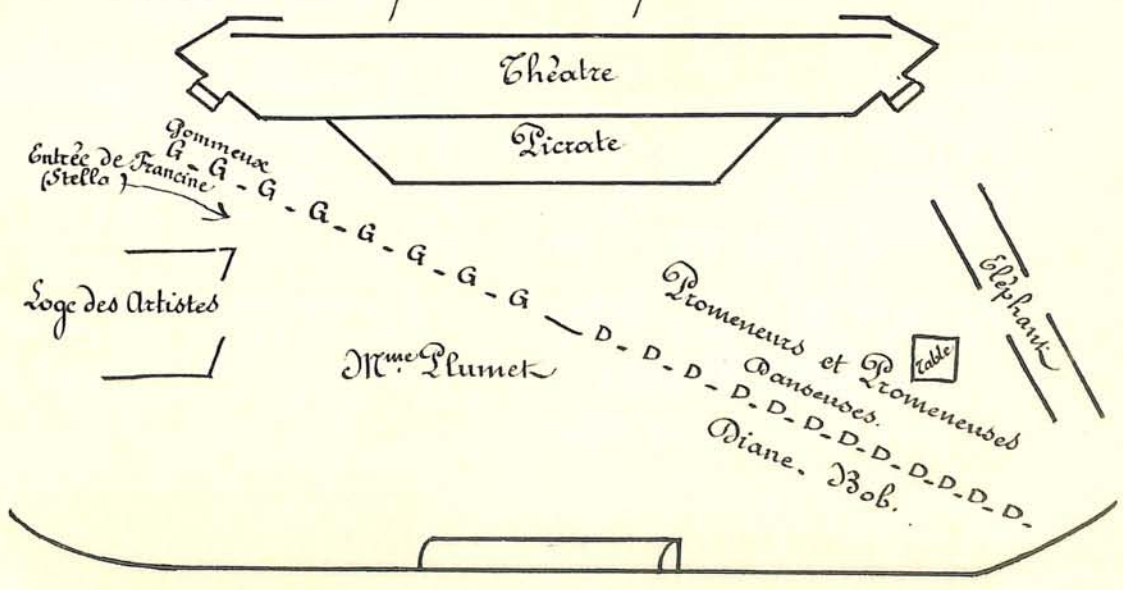 Théatre
Picrate
Gommeux
G - G - G - G - G - G - G - G — D - D - D - D - D - D - D - D - D - D - D - D.
Entrée de Francine
(Stella)
Loge des Artistes
Mme Plumet
Promeneurs et Promeneuses
Danseuses.
Diane. Bob.
Table
Eléphant